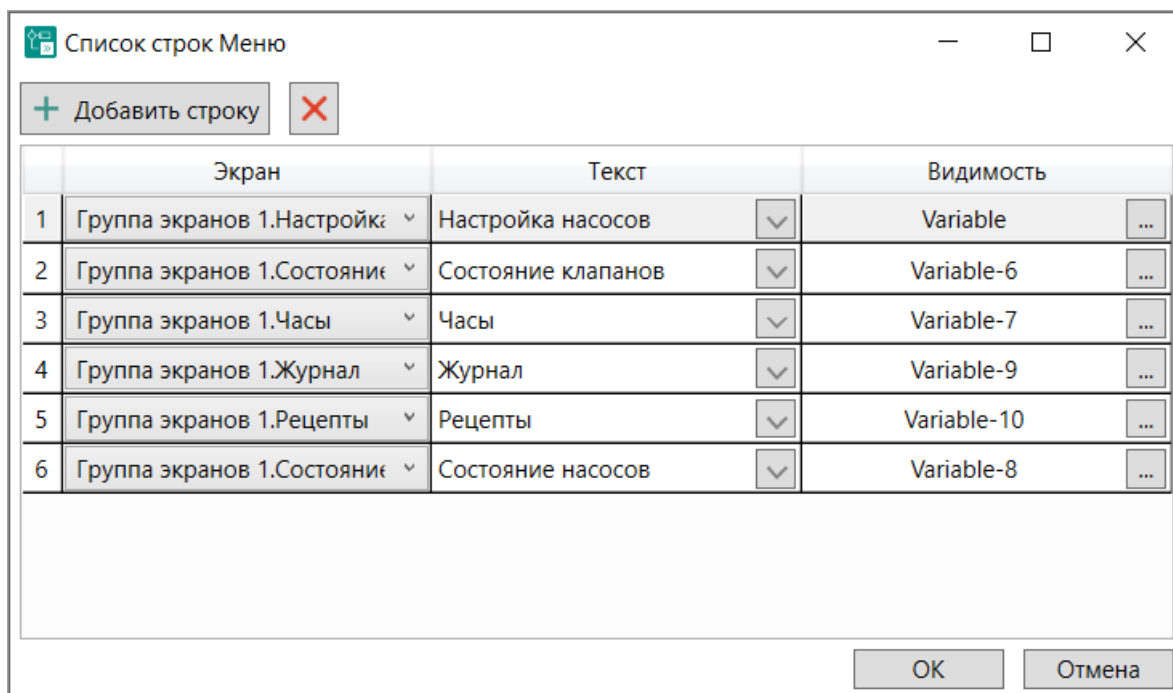 Список строк Меню
+ Добавить строку
Экран Текст Видимость
1 Группа экранов 1.Настройка Настройка насосов Variable ...
2 Группа экранов 1.Состояние Состояние клапанов Variable-6 ...
3 Группа экранов 1.Часы Часы Variable-7 ...
4 Группа экранов 1.Журнал Журнал Variable-9 ...
5 Группа экранов 1.Рецепты Рецепты Variable-10 ...
6 Группа экранов 1.Состояние Состояние насосов Variable-8 ...
OK Отмена